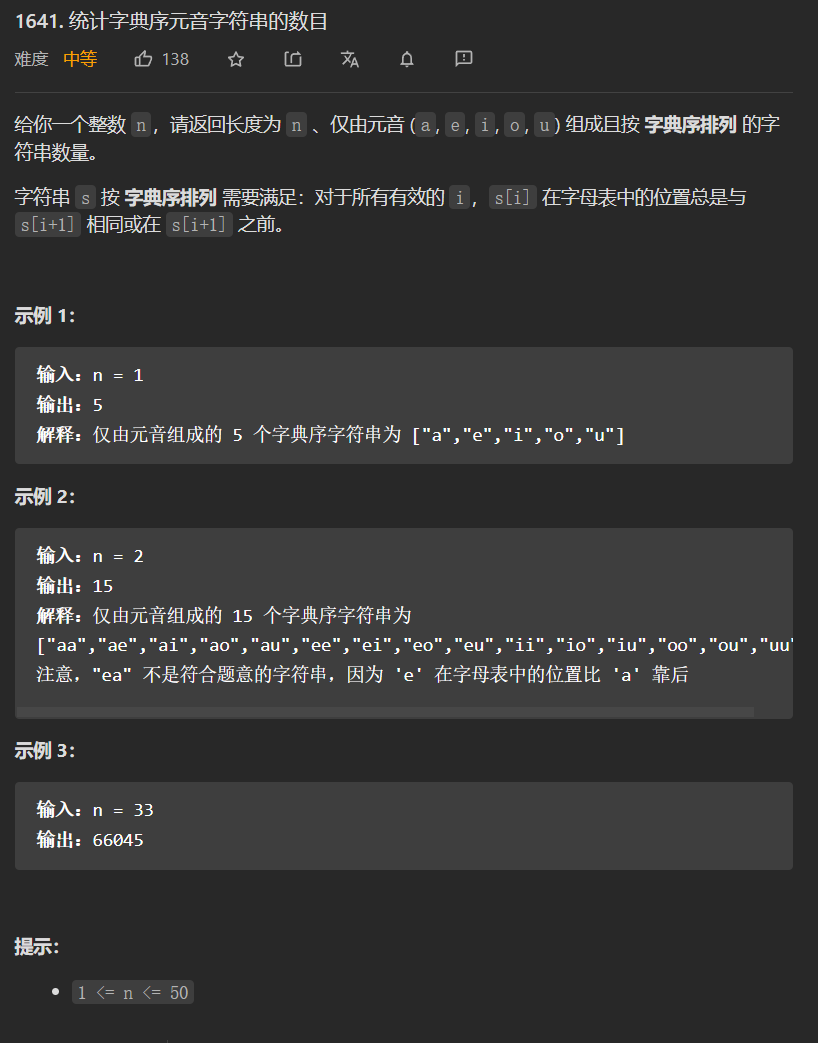 1641. 统计字典序元音字符串的数目
难度 中等 138
给你一个整数 n，请返回长度为 n 、仅由元音 (a, e, i, o, u) 组成且按 字典序排列 的字
符串数量。
字符串 s 按 字典序排列 需要满足：对于所有有效的 i，s[i] 在字母表中的位置总是与
s[i+1] 相同或在 s[i+1] 之前。
示例 1：
输入：n = 1
输出：5
解释：仅由元音组成的 5 个字典序字符串为 ["a","e","i","o","u"]
示例 2：
输入：n = 2
输出：15
解释：仅由元音组成的 15 个字典序字符串为
["aa","ae","ai","ao","au","ee","ei","eo","eu","ii","io","iu","oo","ou","uu"
注意，"ea" 不是符合题意的字符串，因为 'e' 在字母表中的位置比 'a' 靠后
示例 3：
输入：n = 33
输出：66045
提示：
1 <= n <= 50